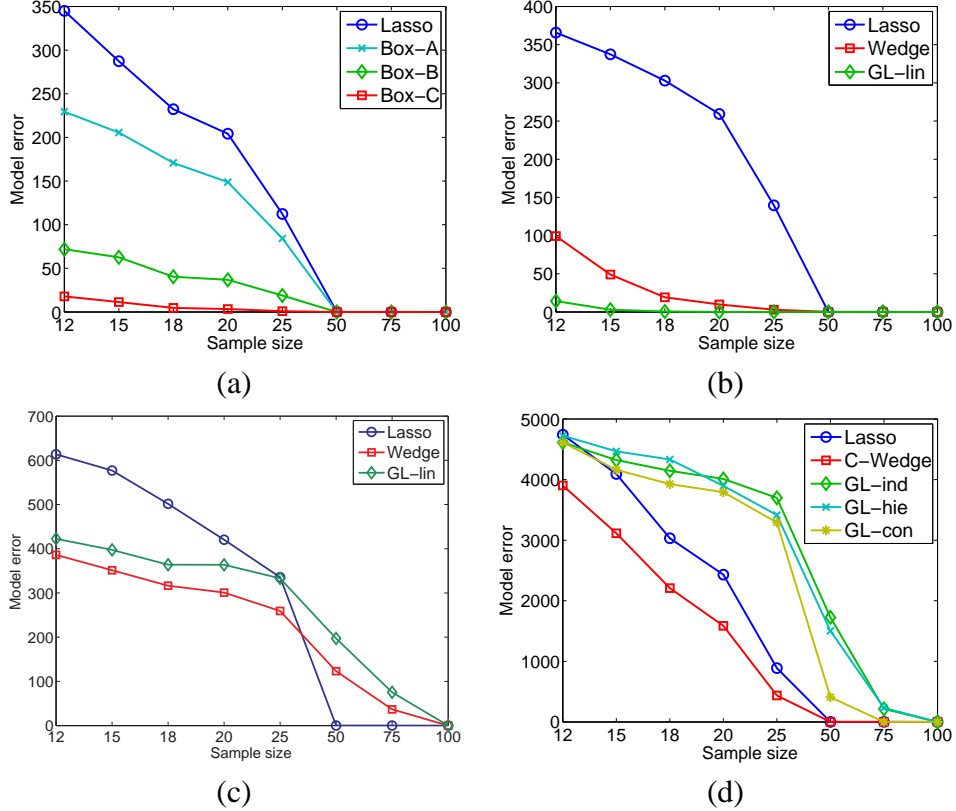 350
300
250
200
150
100
50
0
Model error
12 15 18 20 25 50 75 100
Sample size
Lasso
Box-A
Box-B
Box-C
(a)
400
350
300
250
200
150
100
50
0
Model error
12 15 18 20 25 50 75 100
Sample size
Lasso
Wedge
GL-lin
(b)
700
600
500
400
300
200
100
0
Model error
12 15 18 20 25 50 75 100
Sample size
Lasso
Wedge
GL-lin
(c)
5000
4000
3000
2000
1000
0
Model error
12 15 18 20 25 50 75 100
Sample size
Lasso
C-Wedge
GL-ind
GL-hie
GL-con
(d)